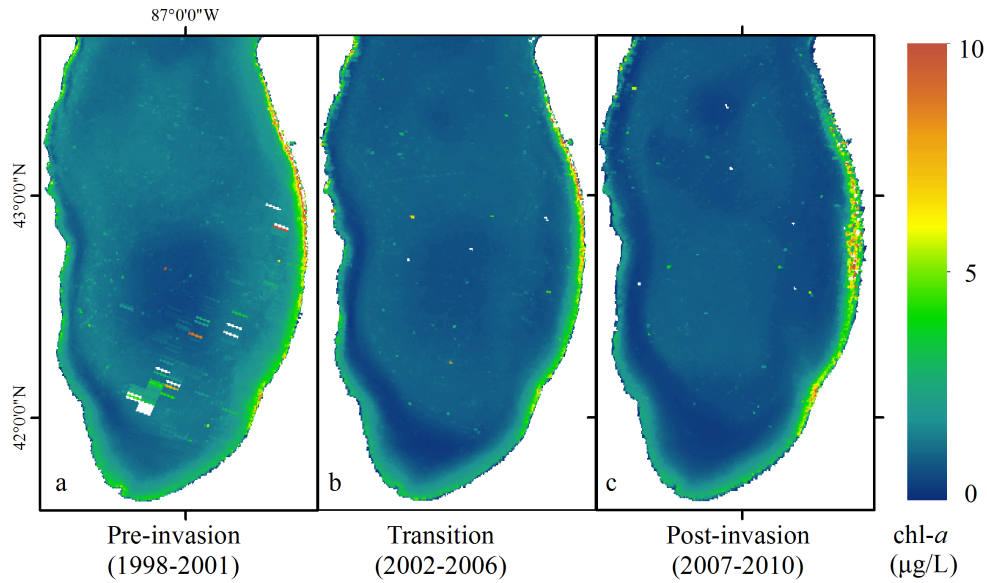 87°0'0"W
43°0'0"N
42°0'0"N
a
b
c
10
5
0
Pre-invasion
(1998-2001)
Transition
(2002-2006)
Post-invasion
(2007-2010)
chl-a
(µg/L)